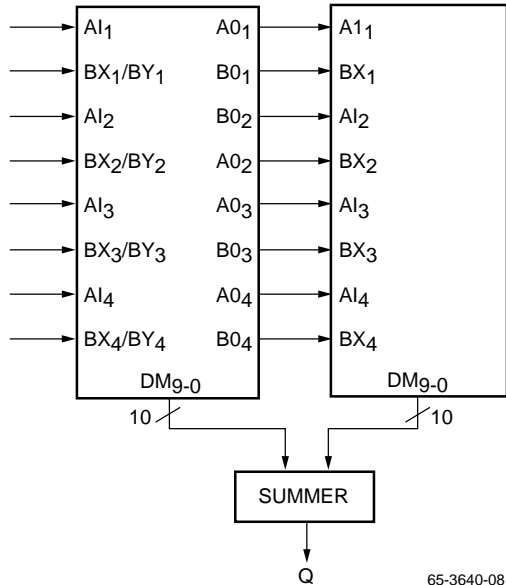 AI₁ A0₁ A1₁
BX₁/BY₁ B0₁ BX₁
AI₂ B0₂ AI₂
BX₂/BY₂ A0₂ BX₂
AI₃ A0₃ AI₃
BX₃/BY₃ B0₃ BX₃
AI₄ A0₄ AI₄
BX₄/BY₄ B0₄ BX₄
DM₉₋₀ DM₉₋₀
10 10
SUMMER
Q
65-3640-08